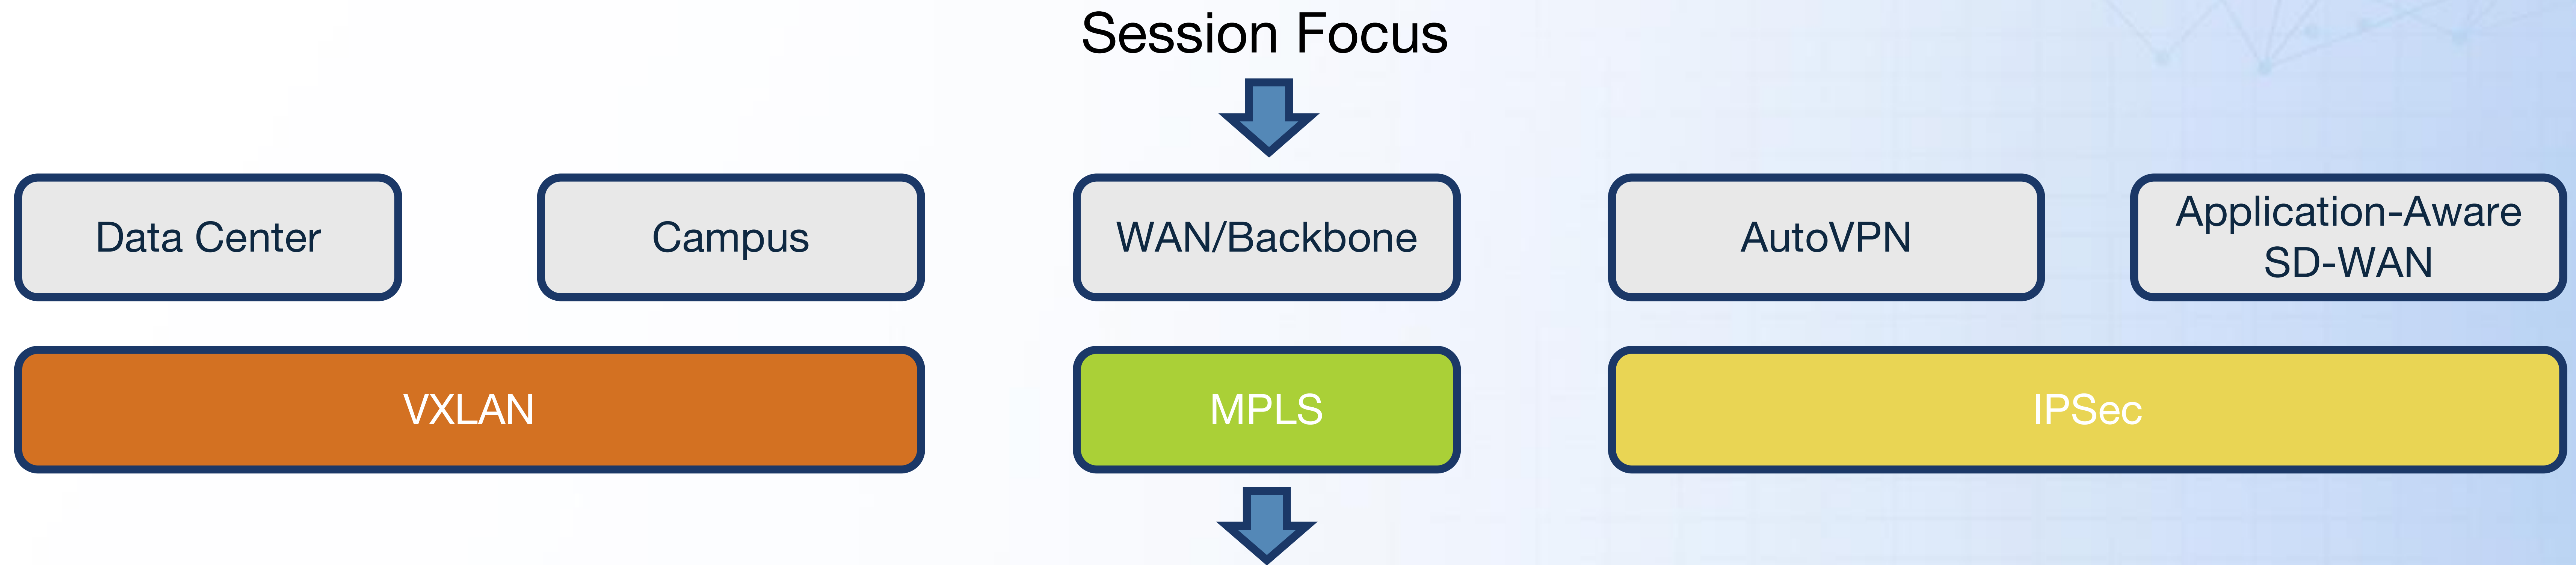 Session Focus
Data Center
Campus
WAN/Backbone
AutoVPN
Application-Aware
SD-WAN
VXLAN
MPLS
IPSec